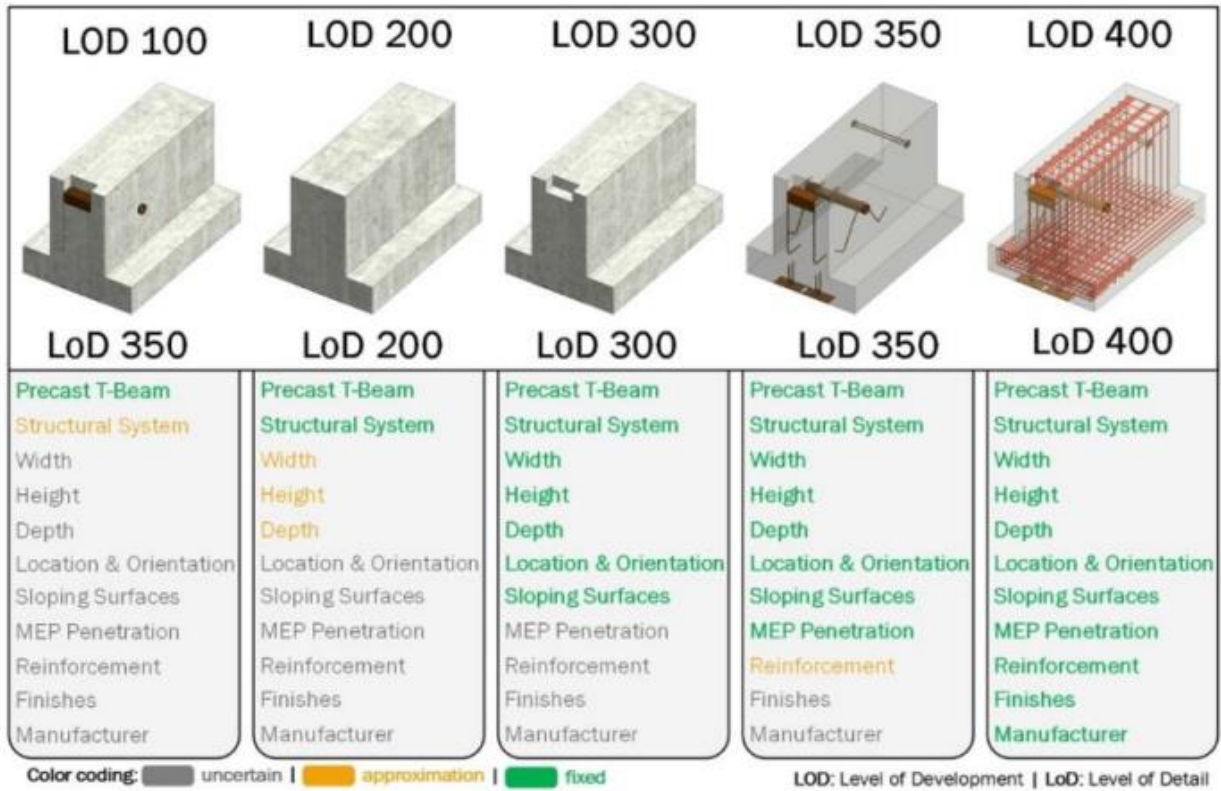 LOD 100
LOD 200
LOD 300
LOD 350
LOD 400
LoD 350
LoD 200
LoD 300
LoD 350
LoD 400
Precast T-Beam
Structural System
Width
Height
Depth
Location & Orientation
Sloping Surfaces
MEP Penetration
Reinforcement
Finishes
Manufacturer
Precast T-Beam
Structural System
Width
Height
Depth
Location & Orientation
Sloping Surfaces
MEP Penetration
Reinforcement
Finishes
Manufacturer
Precast T-Beam
Structural System
Width
Height
Depth
Location & Orientation
Sloping Surfaces
MEP Penetration
Reinforcement
Finishes
Manufacturer
Precast T-Beam
Structural System
Width
Height
Depth
Location & Orientation
Sloping Surfaces
MEP Penetration
Reinforcement
Finishes
Manufacturer
Precast T-Beam
Structural System
Width
Height
Depth
Location & Orientation
Sloping Surfaces
MEP Penetration
Reinforcement
Finishes
Manufacturer
Color coding: uncertain | approximation | fixed
LOD: Level of Development | LoD: Level of Detail